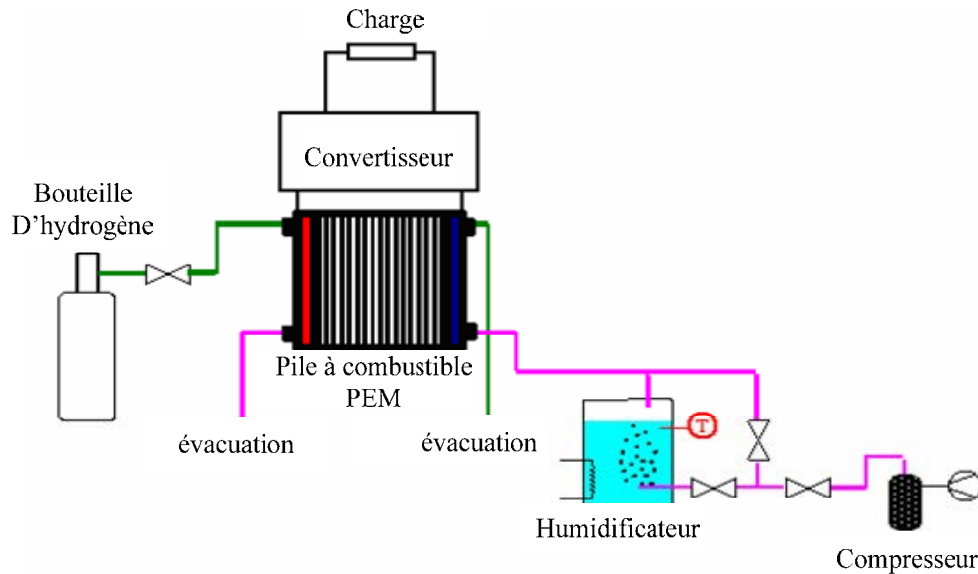 Charge
Convertisseur
Bouteille
D'hydrogène
Pile à combustible
PEM
évacuation
évacuation
T
Humidificateur
Compresseur